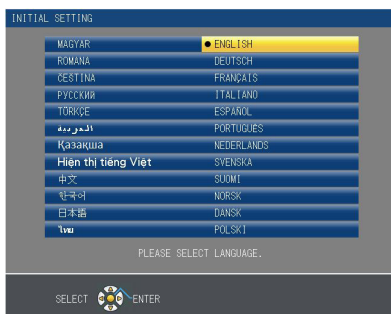 INITIAL SETTING
MAGYAR ENGLISH
ROMÂNĂ DEUTSCH
ČEŠTINA FRANÇAIS
РУССКИЙ ITALIANO
TÜRKÇE ESPAÑOL
العربية PORTUGUÊS
Қазақша NEDERLANDS
Hiện thị tiếng Việt SVENSKA
中文 SUOMI
한국어 NORSK
日本語 DANSK
ไทย POLSKI
PLEASE SELECT LANGUAGE.
SELECT ENTER